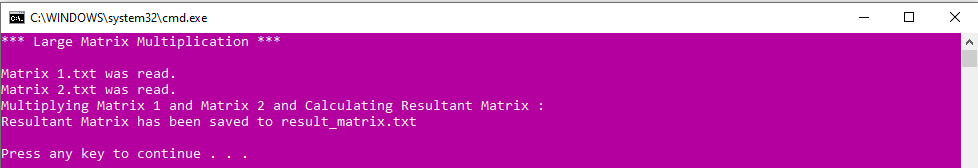 C:\WINDOWS\system32\cmd.exe
*** Large Matrix Multiplication ***
Matrix 1.txt was read.
Matrix 2.txt was read.
Multiplying Matrix 1 and Matrix 2 and Calculating Resultant Matrix :
Resultant Matrix has been saved to result_matrix.txt
Press any key to continue . . .